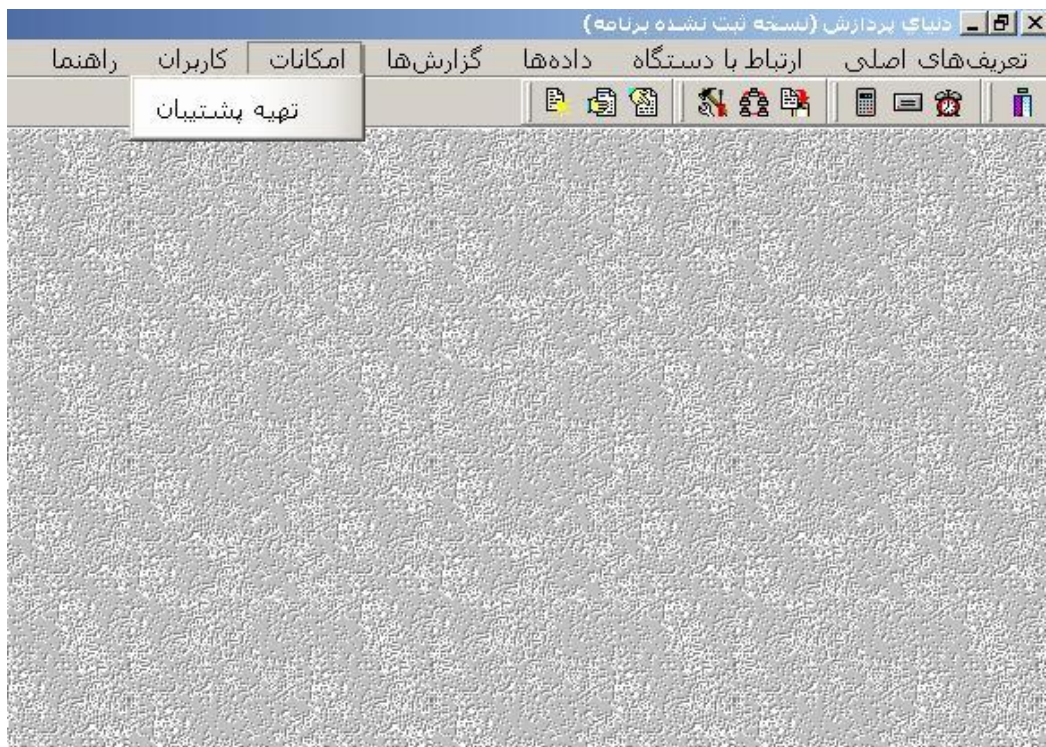 دنیای پردازش (نسخه ثبت نشده برنامه)
تعریف‌های اصلی ارتباط با دستگاه داده‌ها گزارش‌ها امکانات کاربران راهنما
تهیه پشتیبان